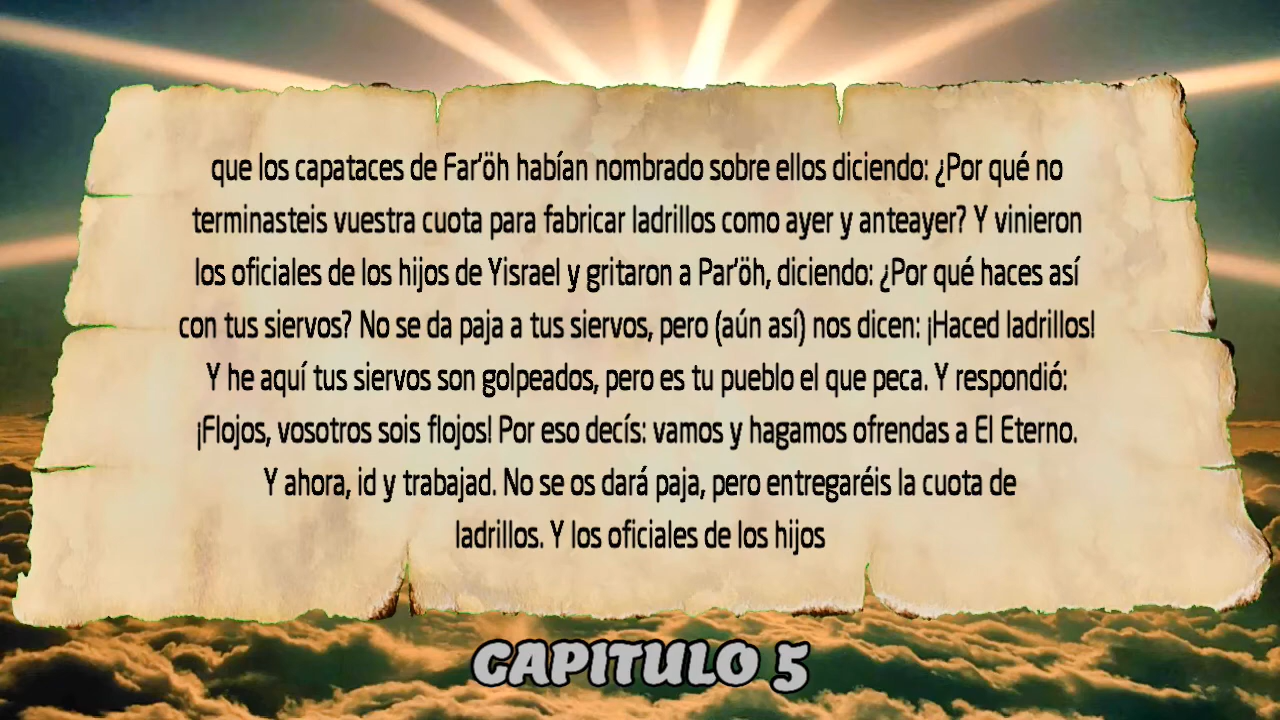 que los capataces de Far'öh habían nombrado sobre ellos diciendo: ¿Por qué no
terminasteis vuestra cuota para fabricar ladrillos como ayer y anteayer? Y vinieron
los oficiales de los hijos de Yisrael y gritaron a Par'öh, diciendo: ¿Por qué haces así
con tus siervos? No se da paja a tus siervos, pero (aún así) nos dicen: ¡Haced ladrillos!
Y he aquí tus siervos son golpeados, pero es tu pueblo el que peca. Y respondió:
¡Flojos, vosotros sois flojos! Por eso decís: vamos y hagamos ofrendas a El Eterno.
Y ahora, id y trabajad. No se os dará paja, pero entregaréis la cuota de
ladrillos. Y los oficiales de los hijos
CAPITULO 5